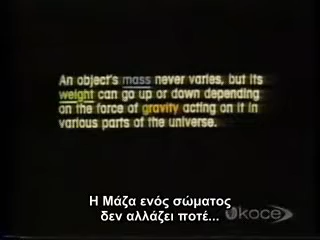 An object's mass never varies, but its
weight can go up or down depending
on the force of gravity acting on it in
various parts of the universe.
Η Μάζα ενός σώματος
δεν αλλάζει ποτέ...
koce